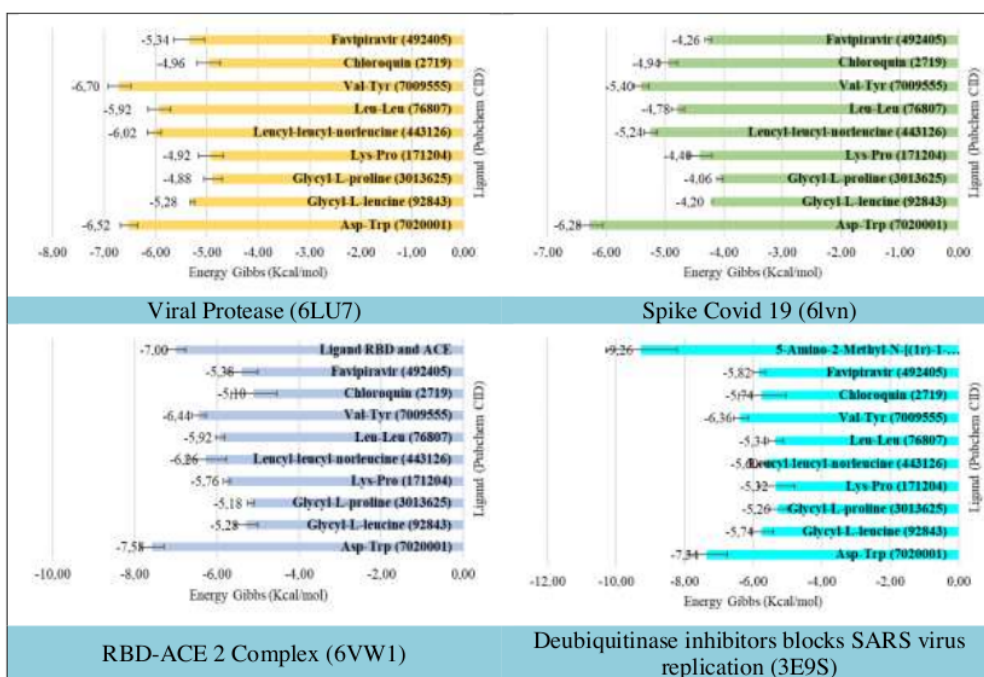 Favipiravir (492405)
-5,34
Chloroquin (2719)
-4,96
Val-Tyr (7009555)
-6,70
Leu-Leu (76807)
-5,92
Leucyl-leucyl-norleucine (443126)
-6,02
Lys-Pro (171204)
-4,92
Glycyl-L-proline (3013625)
-4,88
Glycyl-L-leucine (92843)
-5,28
Asp-Trp (7020001)
-6,52
-8,00 -7,00 -6,00 -5,00 -4,00 -3,00 -2,00 -1,00 0,00
Energy Gibbs (Kcal/mol)
Ligand (Pubchem CID)
Viral Protease (6LU7)
Favipiravir (492405)
-4,26
Chloroquin (2719)
-4,94
Val-Tyr (7009555)
-5,40
Leu-Leu (76807)
-4,78
Leucyl-leucyl-norleucine (443126)
-5,24
Lys-Pro (171204)
Glycyl-L-proline (3013625)
-4,06
Glycyl-L-leucine (92843)
-4,20
Asp-Trp (7020001)
-6,28
-7,00 -6,00 -5,00 -4,00 -3,00 -2,00 -1,00 0,00
Energy Gibbs (Kcal/mol)
Ligand (Pubchem CID)
Spike Covid 19 (6lvn)
Ligand RBD and ACE
-7,00
Favipiravir (492405)
-5,38
Chloroquin (2719)
-5,10
Val-Tyr (7009555)
-6,44
Leu-Leu (76807)
-5,92
Leucyl-leucyl-norleucine (443126)
-6,26
Lys-Pro (171204)
-5,76
Glycyl-L-proline (3013625)
-5,18
Glycyl-L-leucine (92843)
-5,28
Asp-Trp (7020001)
-7,58
-10,00 -8,00 -6,00 -4,00 -2,00 0,00
Energy Gibbs (Kcal/mol)
Ligand (Pubchem CID)
RBD-ACE 2 Complex (6VW1)
5-Amino-2-Methyl-N-[(1r)-1-…
-9,26
Favipiravir (492405)
-5,82
Chloroquin (2719)
-5,74
Val-Tyr (7009555)
-6,36
Leu-Leu (76807)
-5,34
Leucyl-leucyl-norleucine (443126)
Lys-Pro (171204)
-5,32
Glycyl-L-proline (3013625)
-5,26
Glycyl-L-leucine (92843)
-5,74
Asp-Trp (7020001)
-12,00 -10,00 -8,00 -6,00 -4,00 -2,00 0,00
Energy Gibbs (Kcal/mol)
Ligand (Pubchem CID)
Deubiquitinase inhibitors blocks SARS virus
replication (3E9S)